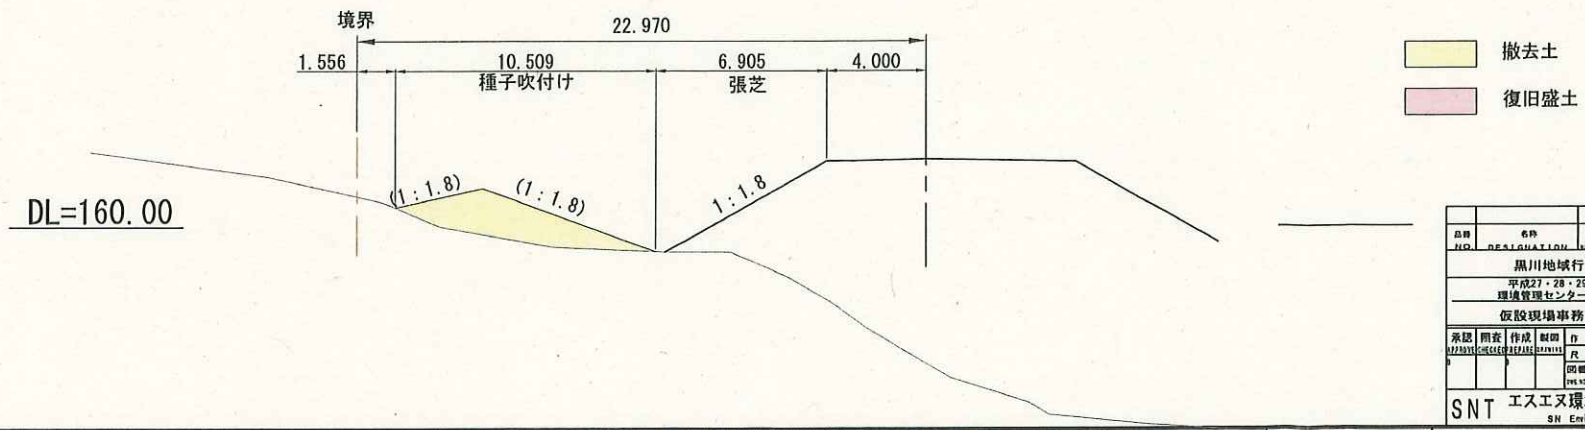 境界
22.970
1.556
10.509
6.905
4.000
種子吹付け
張芝
撤去土
復旧盛土
(1:1.8)
(1:1.8)
1:1.8
DL=160.00
品番
名称
NO.
DESIGNATION
黒川地域行
平成27・28・29
環境管理センター
仮設現場事務
承認
照査
作成
製図
APPROVE
CHECKED
PREPARE
DRAWING
R
SNT
エスエヌ環
SN Env